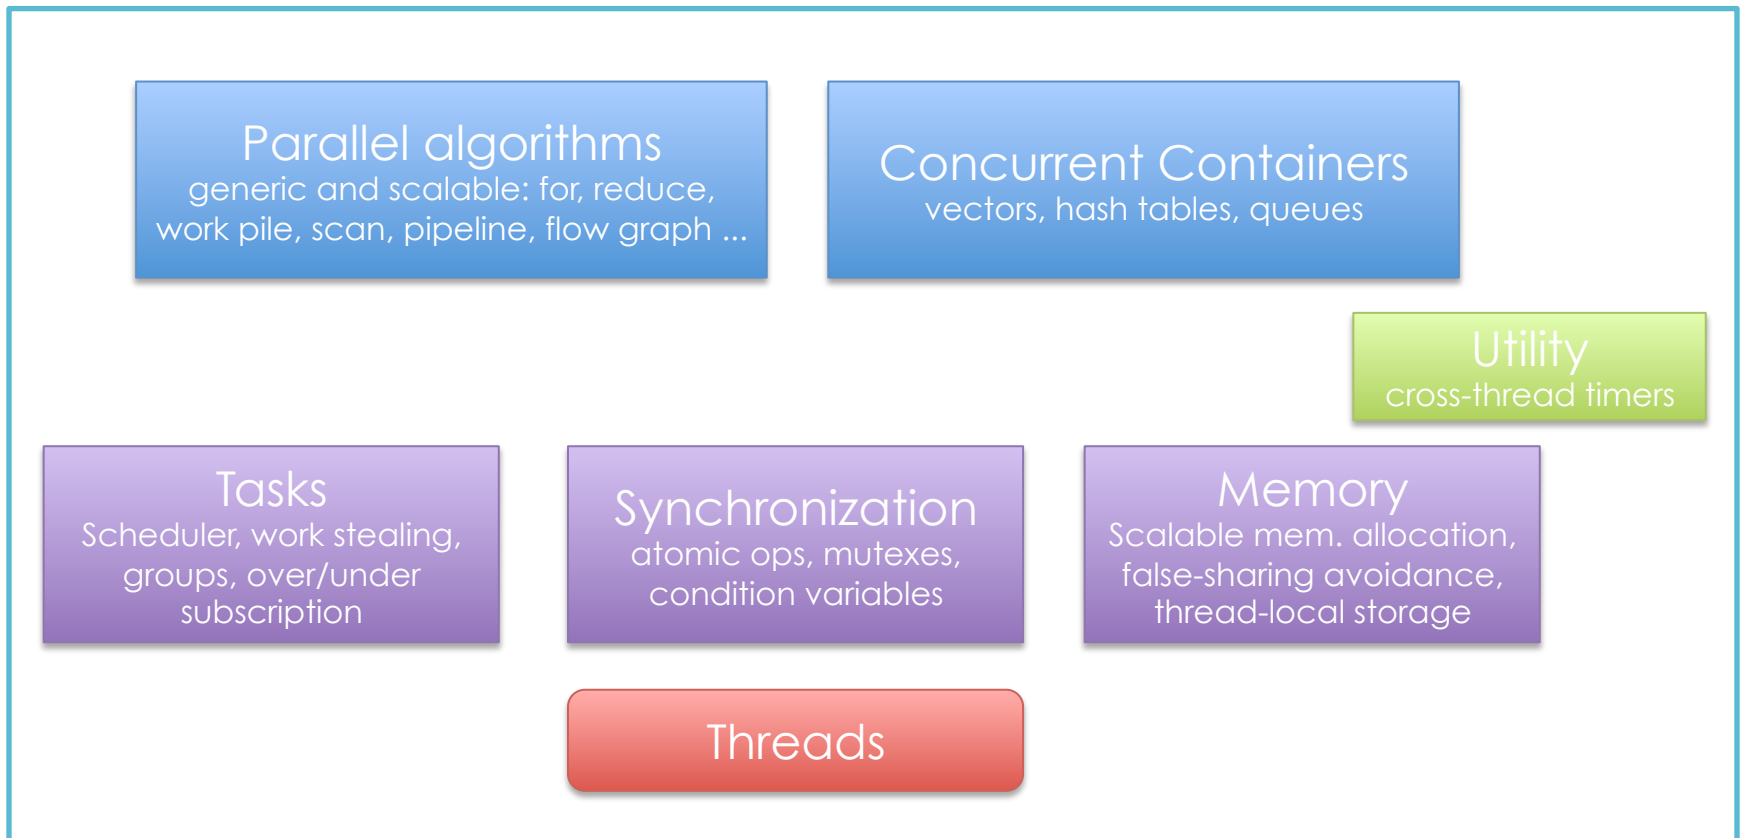 Parallel algorithms
generic and scalable: for, reduce,
work pile, scan, pipeline, flow graph ...
Concurrent Containers
vectors, hash tables, queues
Utility
cross-thread timers
Tasks
Scheduler, work stealing,
groups, over/under
subscription
Synchronization
atomic ops, mutexes,
condition variables
Memory
Scalable mem. allocation,
false-sharing avoidance,
thread-local storage
Threads